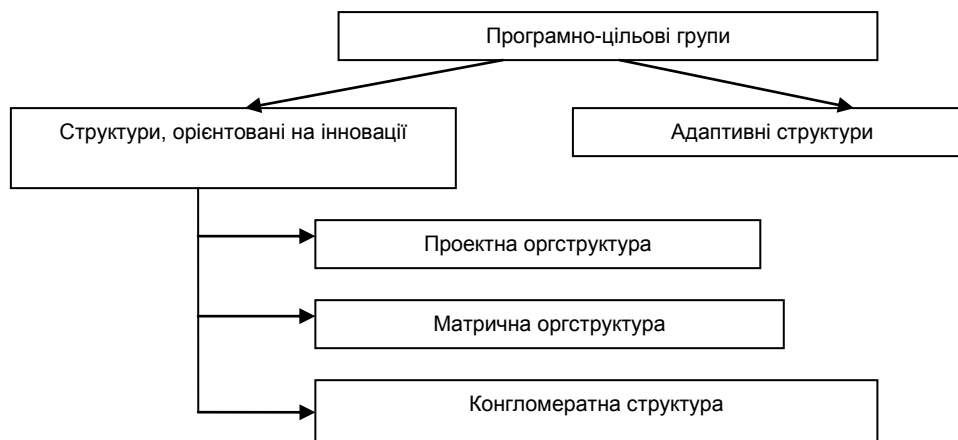 Програмно-цільові групи
Структури, орієнтовані на інновації
Адаптивні структури
Проектна оргструктура
Матрична оргструктура
Конгломератна структура